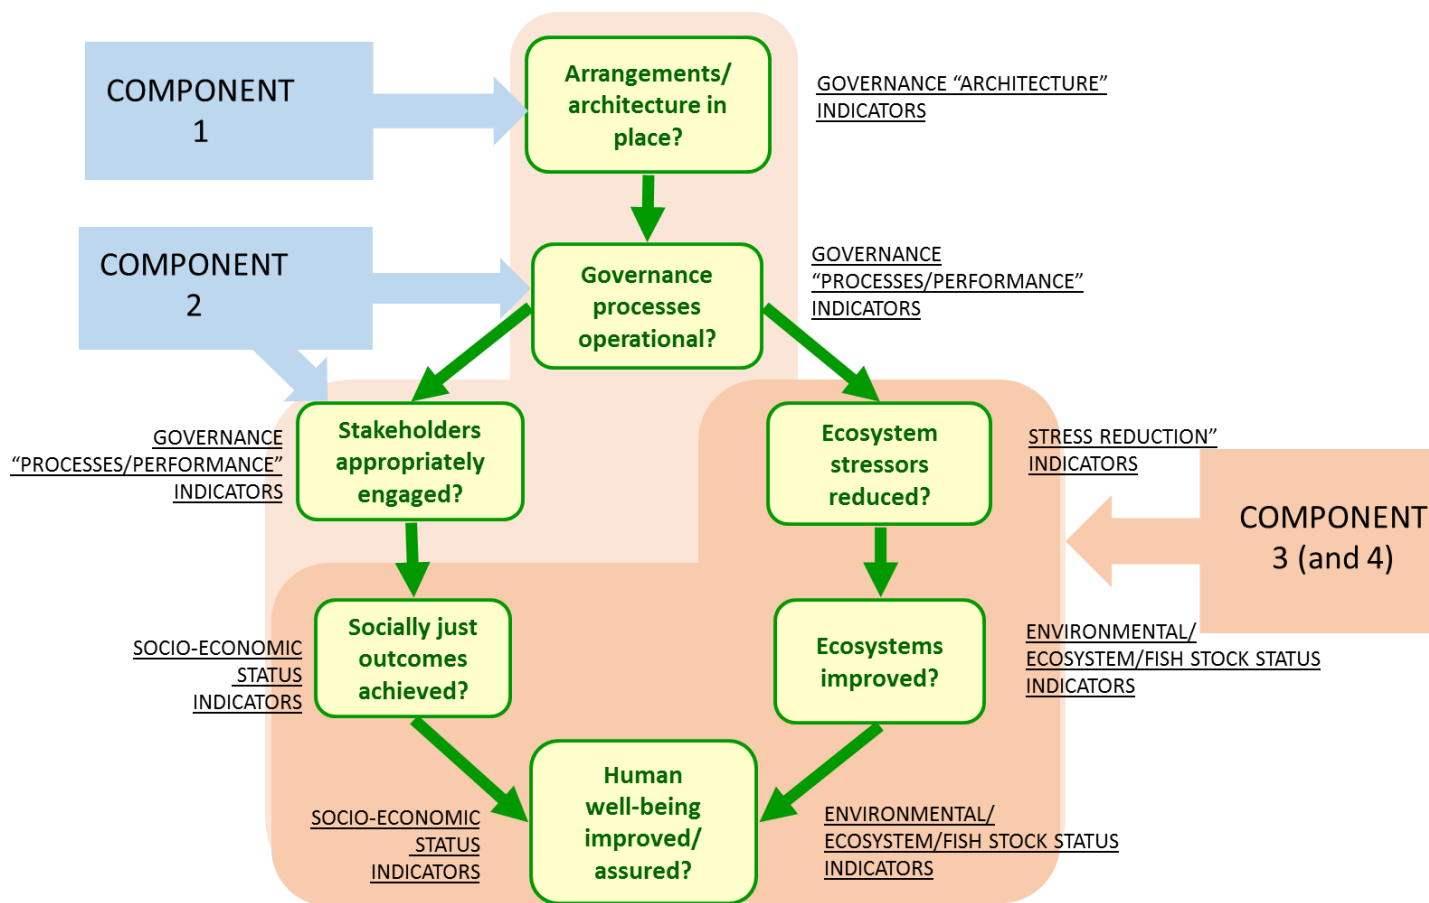 COMPONENT
1
Arrangements/
architecture in
place?
GOVERNANCE “ARCHITECTURE”
INDICATORS
COMPONENT
2
Governance
processes
operational?
GOVERNANCE
“PROCESSES/PERFORMANCE”
INDICATORS
GOVERNANCE
“PROCESSES/PERFORMANCE”
INDICATORS
Stakeholders
appropriately
engaged?
Ecosystem
stressors
reduced?
STRESS REDUCTION”
INDICATORS
COMPONENT
3 (and 4)
SOCIO-ECONOMIC
STATUS
INDICATORS
Socially just
outcomes
achieved?
Ecosystems
improved?
ENVIRONMENTAL/
ECOSYSTEM/FISH STOCK STATUS
INDICATORS
SOCIO-ECONOMIC
STATUS
INDICATORS
Human
well-being
improved/
assured?
ENVIRONMENTAL/
ECOSYSTEM/FISH STOCK STATUS
INDICATORS